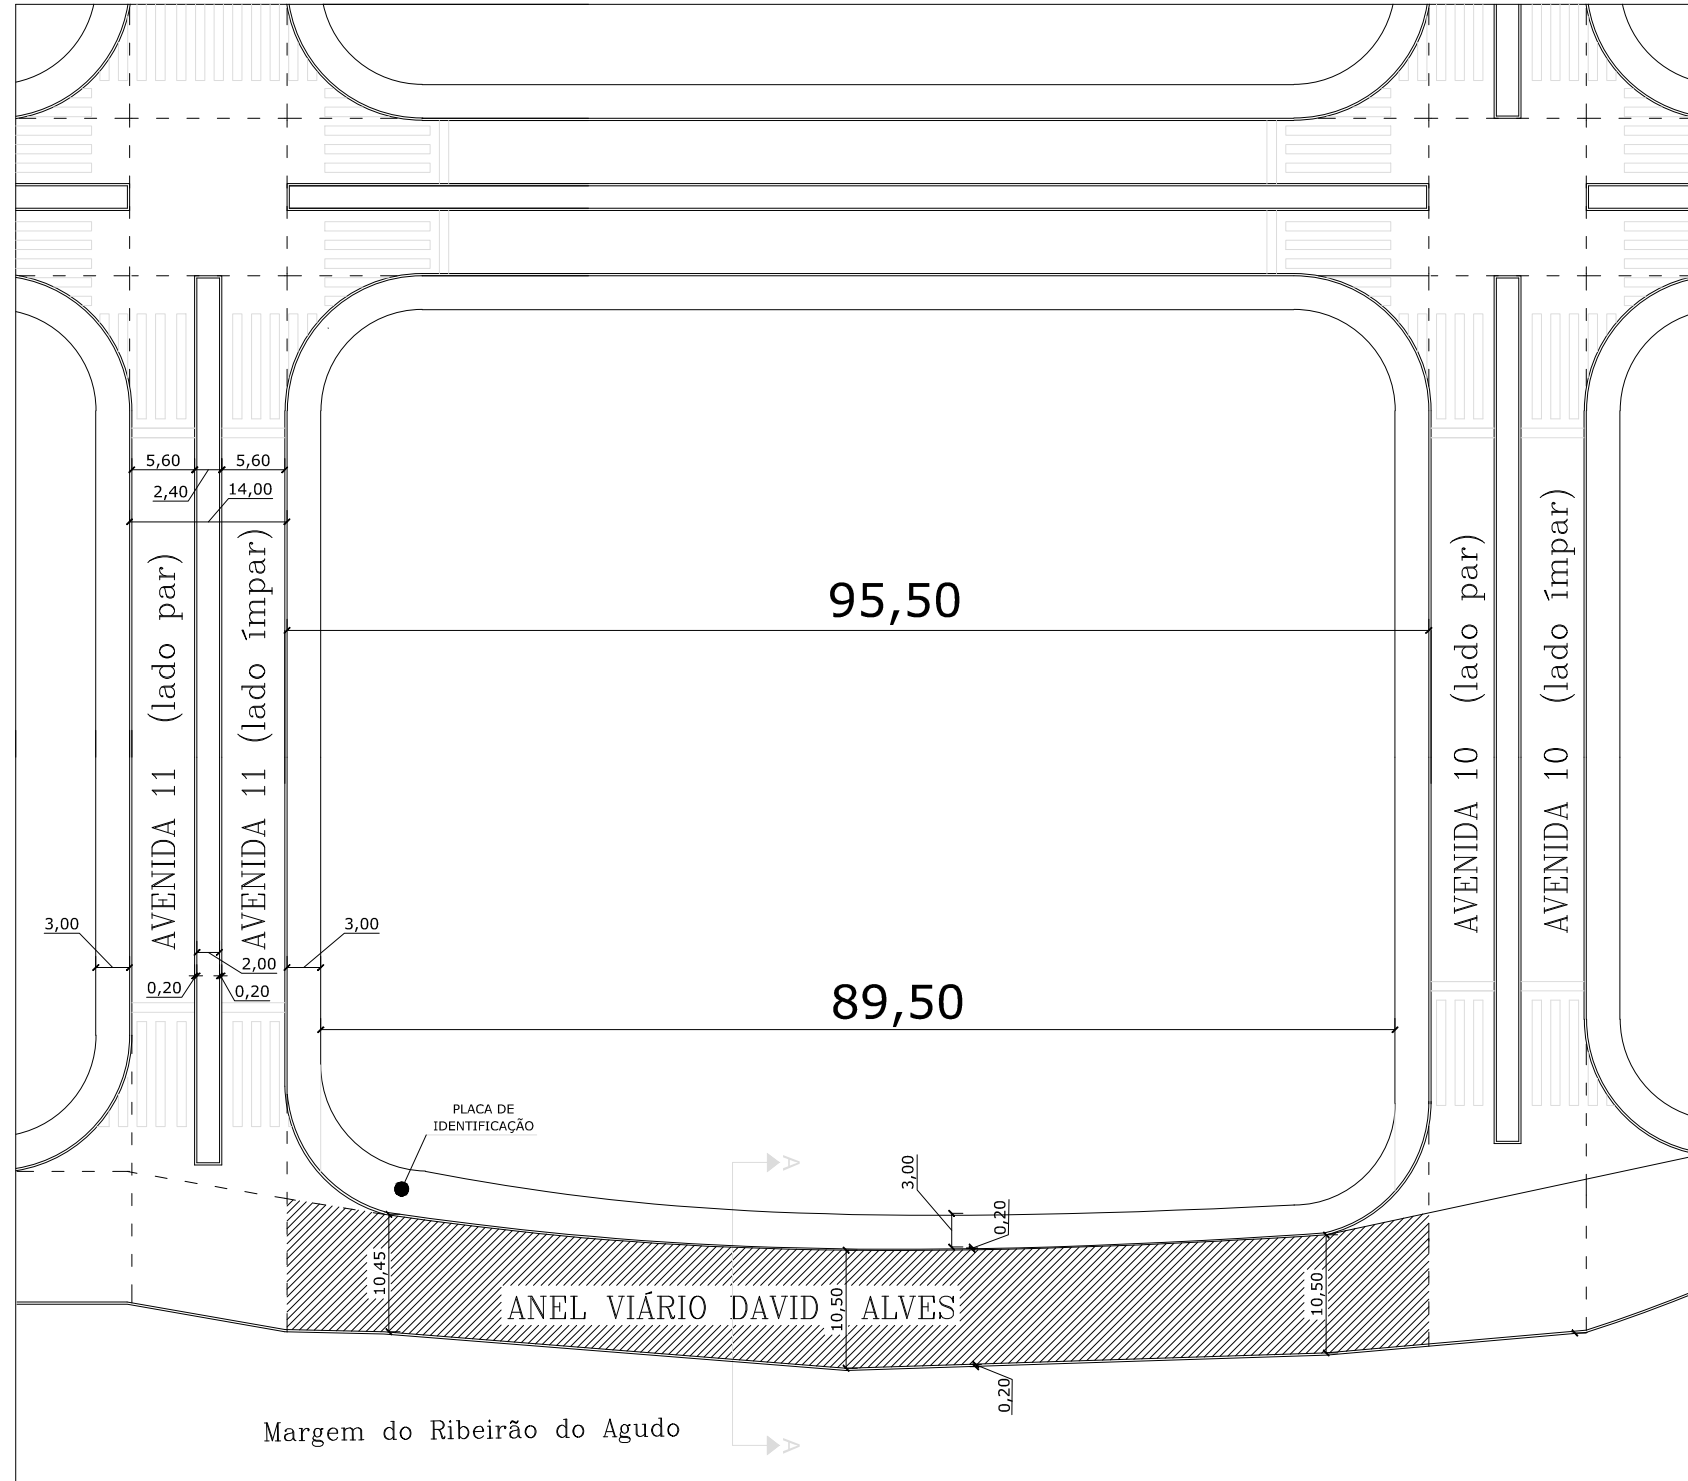 5,60
5,60
2,40
14,00
AVENIDA 11 (lado par)
AVENIDA 11 (lado ímpar)
95,50
AVENIDA 10 (lado par)
AVENIDA 10 (lado ímpar)
3,00
3,00
2,00
0,20
0,20
89,50
PLACA DE
IDENTIFICAÇÃO
A
3,00
0,20
10,45
10,50
10,50
ANEL VIÁRIO DAVID ALVES
0,20
Margem do Ribeirão do Agudo
A